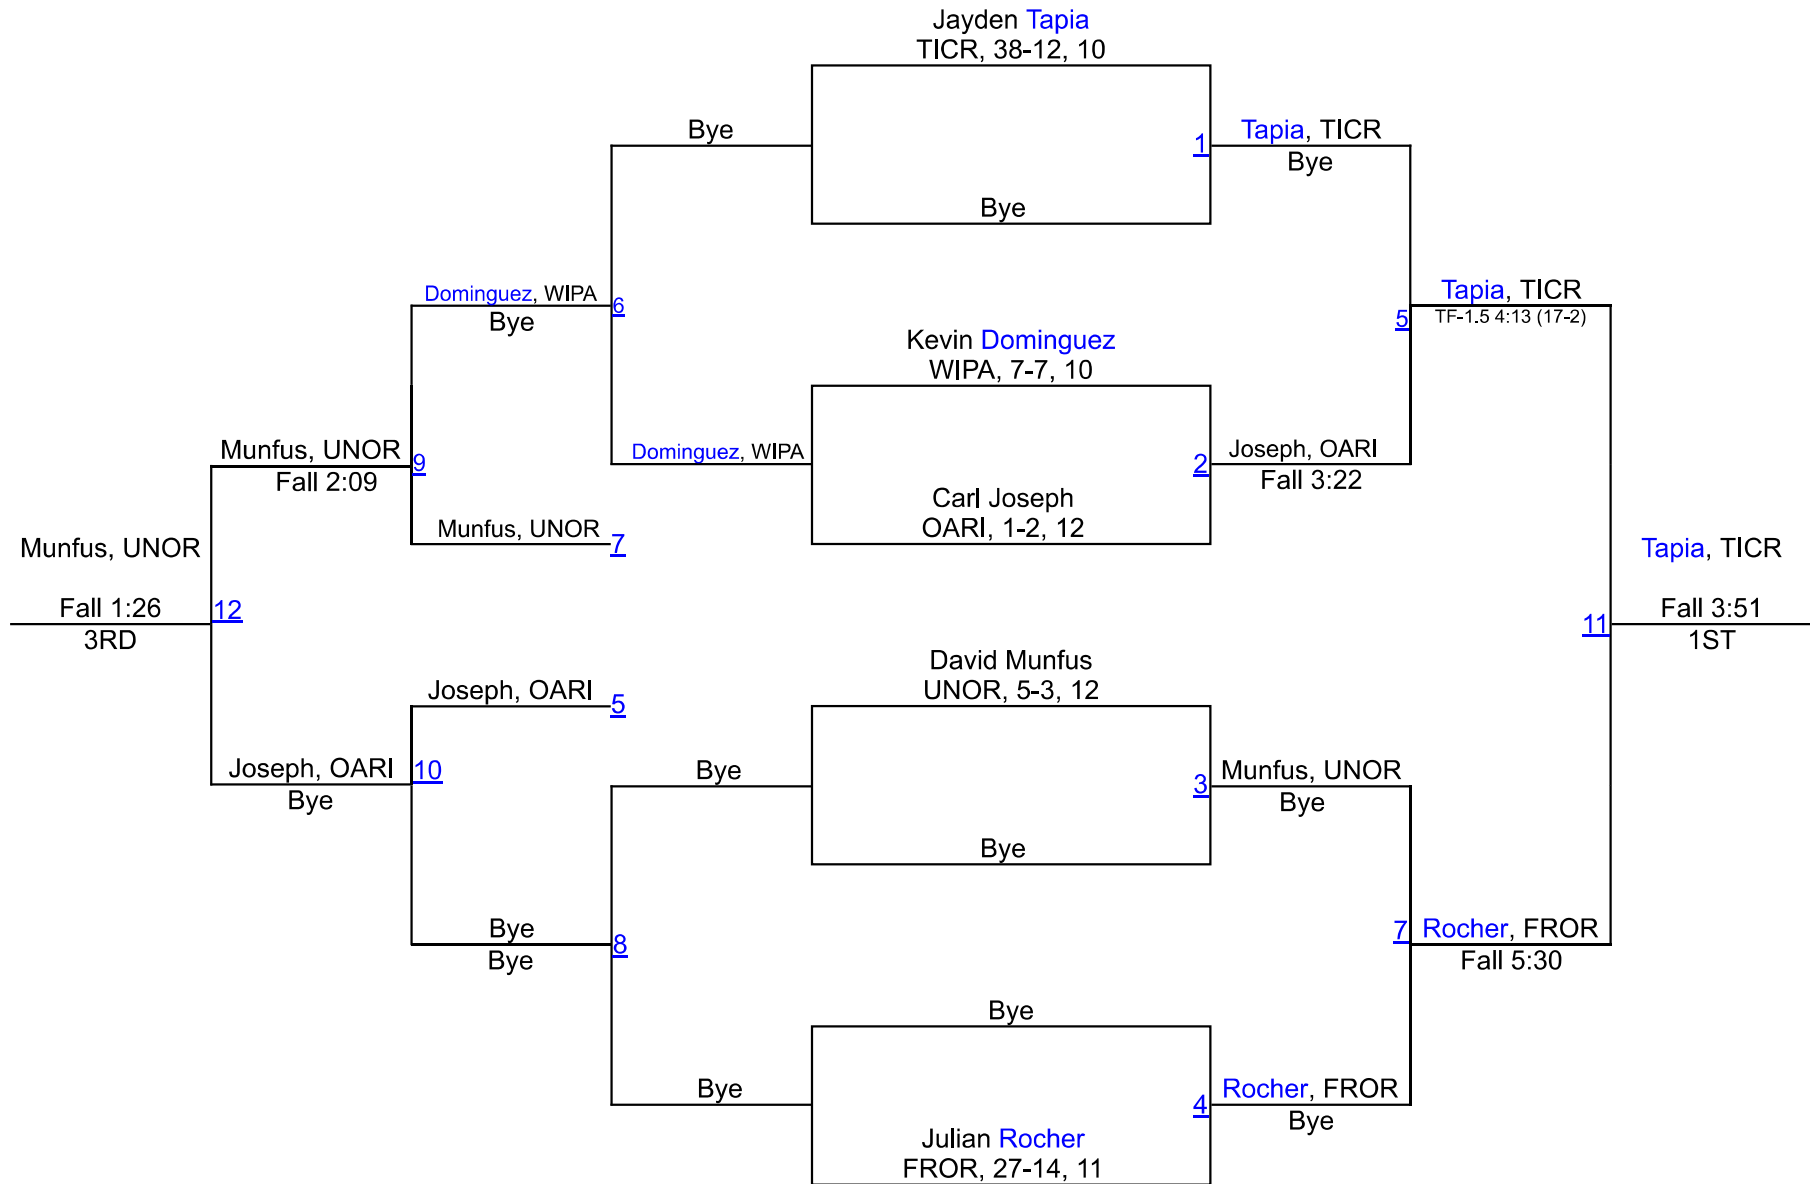 Jayden Tapia
TICR, 38-12, 10
Bye
1
Tapia, TICR
Bye
Bye
Dominguez, WIPA
Bye
6
Tapia, TICR
TF-1.5 4:13 (17-2)
5
Kevin Dominguez
WIPA, 7-7, 10
Munfus, UNOR
Fall 2:09
9
Dominguez, WIPA
2
Joseph, OARI
Fall 3:22
Carl Joseph
OARI, 1-2, 12
Munfus, UNOR
7
Munfus, UNOR
Fall 1:26
3RD
12
Tapia, TICR
Fall 3:51
1ST
11
David Munfus
UNOR, 5-3, 12
Joseph, OARI
5
Joseph, OARI
Bye
10
Bye
3
Munfus, UNOR
Bye
Bye
Bye
Bye
8
7
Rocher, FROR
Fall 5:30
Bye
Bye
4
Rocher, FROR
Bye
Julian Rocher
FROR, 27-14, 11